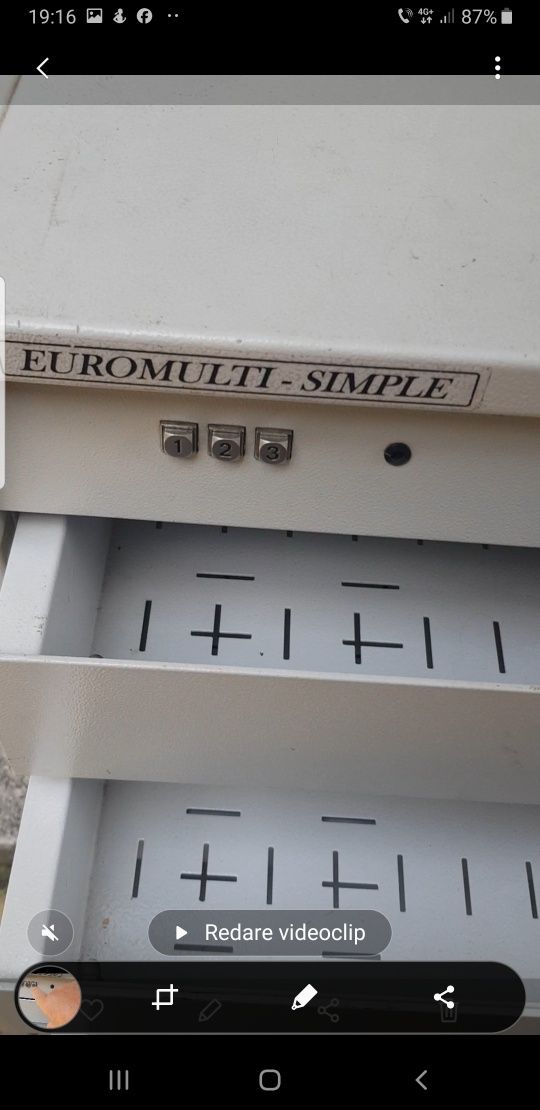 19:16 4G+ 87%
EUROMULTI - SIMPLE
1 2 3
Redare videoclip